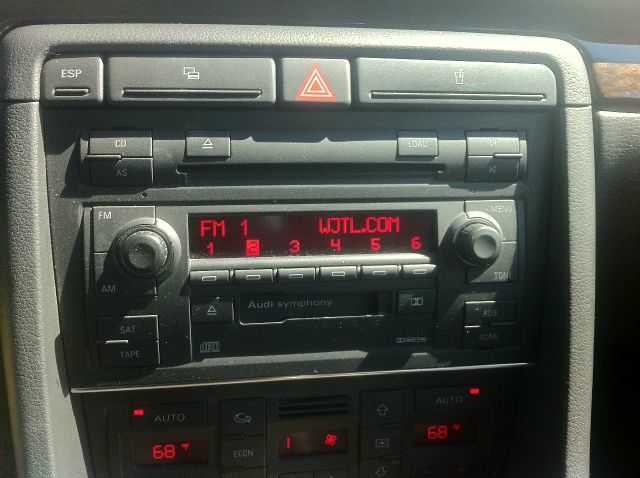 ESP
CD
LOAD
AS
FM
FM 1 WJTL.COM
MENU
1 2 3 4 5 6
AM
TONE
Audi symphony
SAT
RDS
TAPE
SCAN
AUTO
AUTO
68 °F
1
68 °F
ECON